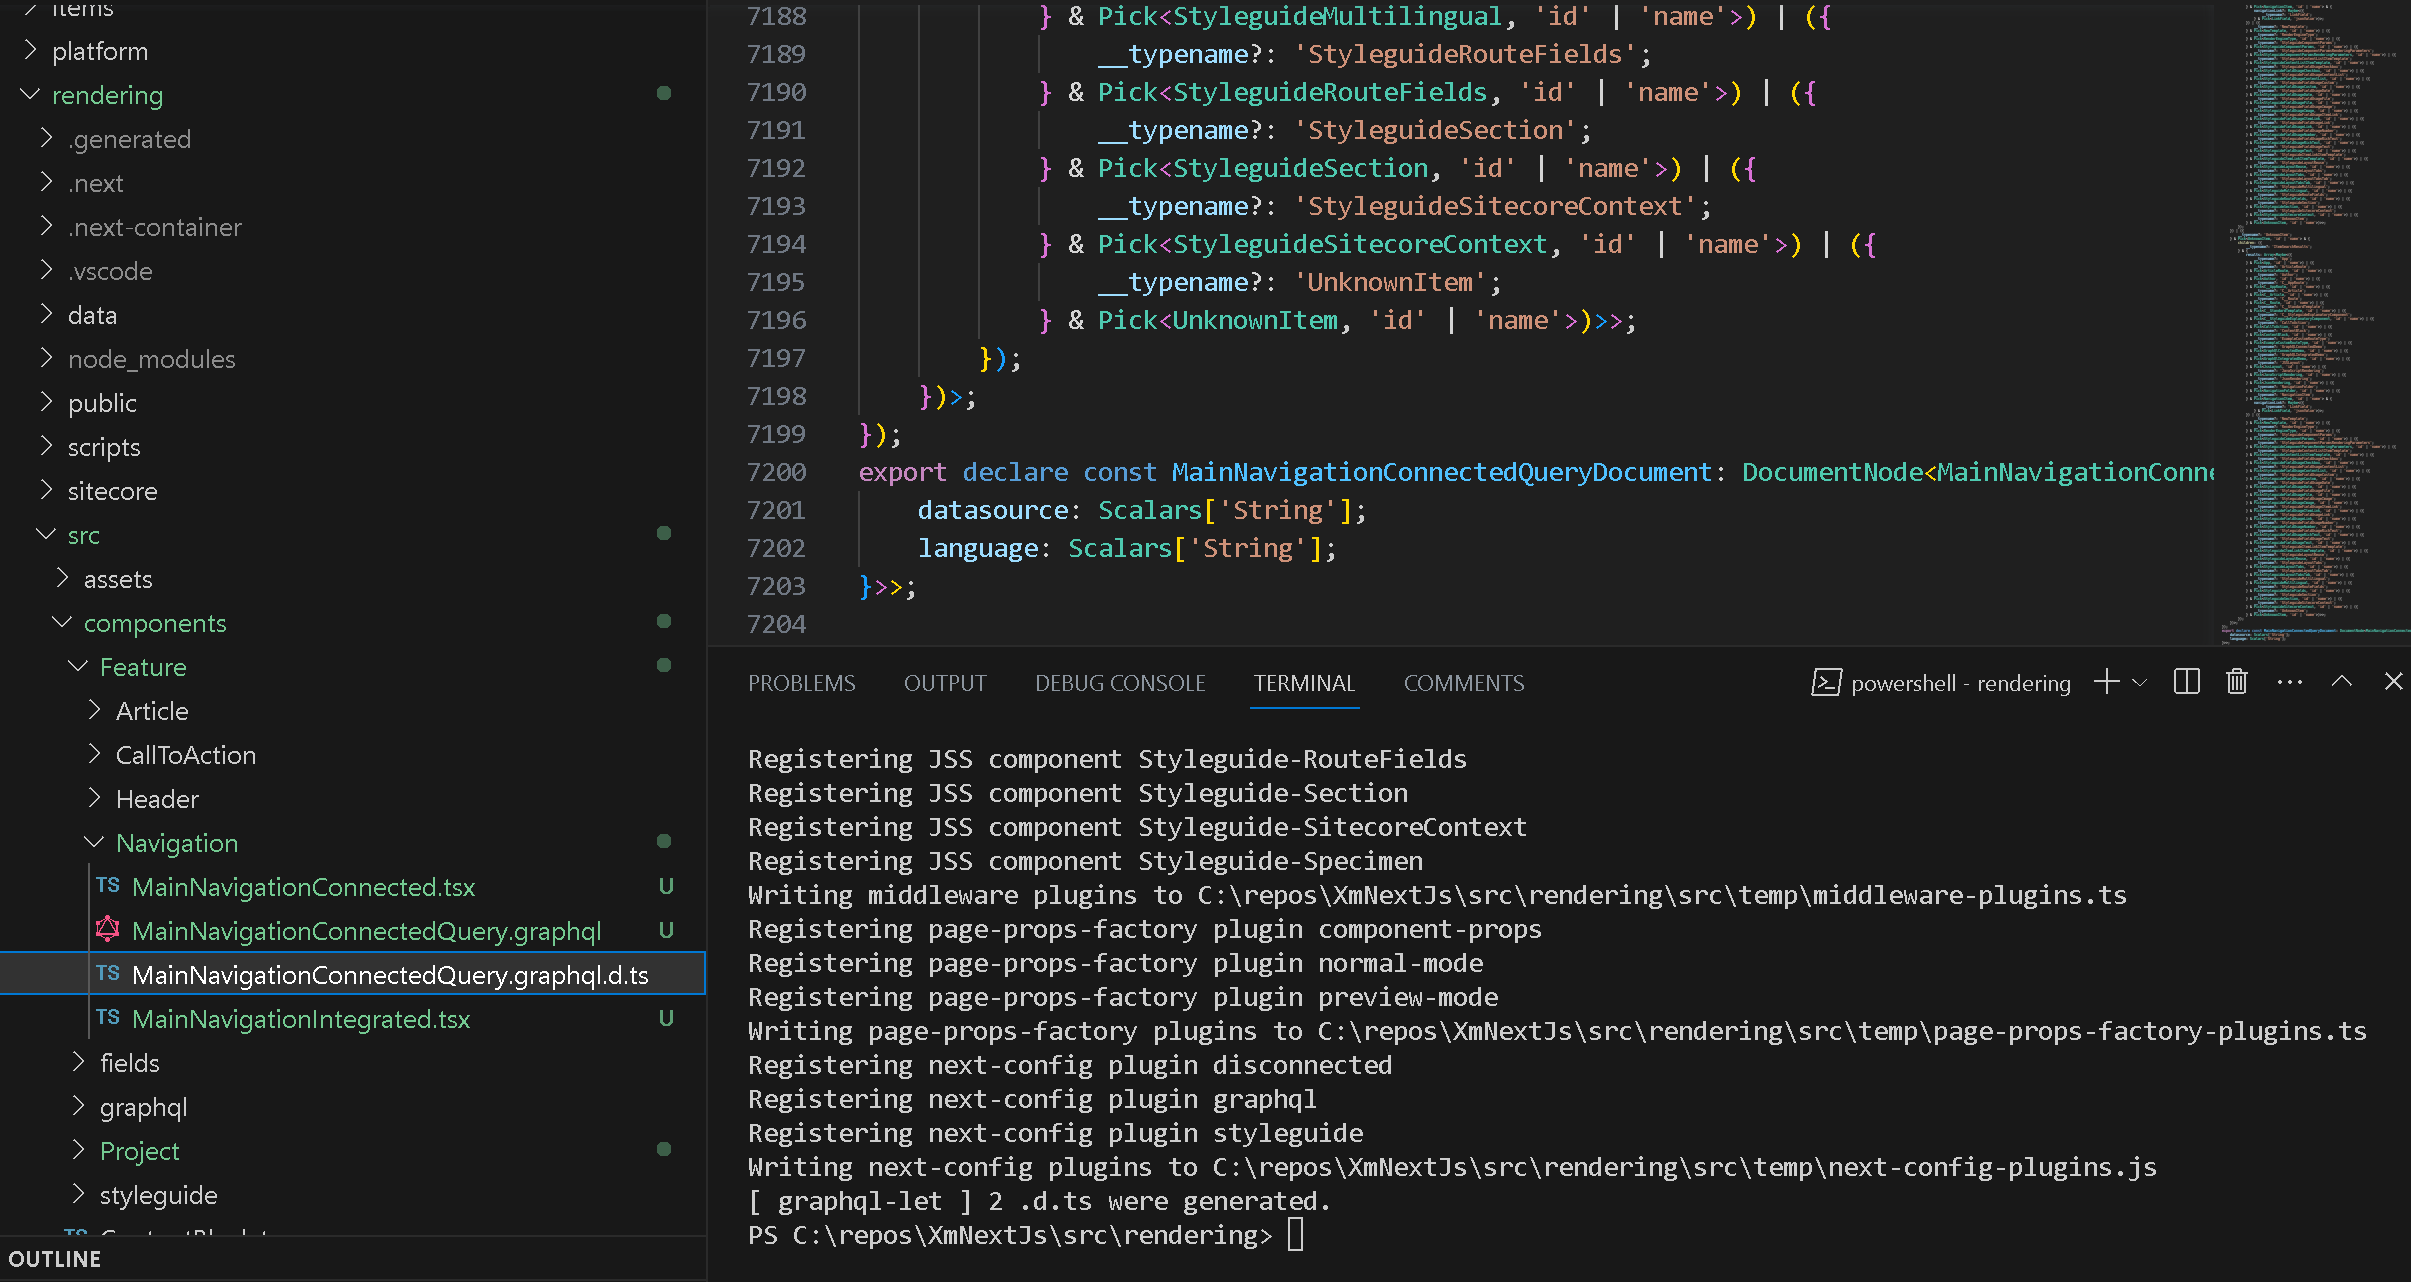 items
platform
rendering
.generated
.next
.next-container
.vscode
data
node_modules
public
scripts
sitecore
src
assets
components
Feature
Article
CallToAction
Header
Navigation
TS MainNavigationConnected.tsx U
MainNavigationConnectedQuery.graphql U
TS MainNavigationConnectedQuery.graphql.d.ts
TS MainNavigationIntegrated.tsx U
fields
graphql
Project
styleguide
OUTLINE
7188 } & Pick<StyleguideMultilingual, 'id' | 'name'>) | ({
7189 __typename?: 'StyleguideRouteFields';
7190 } & Pick<StyleguideRouteFields, 'id' | 'name'>) | ({
7191 __typename?: 'StyleguideSection';
7192 } & Pick<StyleguideSection, 'id' | 'name'>) | ({
7193 __typename?: 'StyleguideSitecoreContext';
7194 } & Pick<StyleguideSitecoreContext, 'id' | 'name'>) | ({
7195 __typename?: 'UnknownItem';
7196 } & Pick<UnknownItem, 'id' | 'name'>)>>;
7197 });
7198 })>;
7199 });
7200 export declare const MainNavigationConnectedQueryDocument: DocumentNode<MainNavigationConne
7201 datasource: Scalars['String'];
7202 language: Scalars['String'];
7203 }>>;
7204
PROBLEMS OUTPUT DEBUG CONSOLE TERMINAL COMMENTS powershell - rendering
Registering JSS component Styleguide-RouteFields
Registering JSS component Styleguide-Section
Registering JSS component Styleguide-SitecoreContext
Registering JSS component Styleguide-Specimen
Writing middleware plugins to C:\repos\XmNextJs\src\rendering\src\temp\middleware-plugins.ts
Registering page-props-factory plugin component-props
Registering page-props-factory plugin normal-mode
Registering page-props-factory plugin preview-mode
Writing page-props-factory plugins to C:\repos\XmNextJs\src\rendering\src\temp\page-props-factory-plugins.ts
Registering next-config plugin disconnected
Registering next-config plugin graphql
Registering next-config plugin styleguide
Writing next-config plugins to C:\repos\XmNextJs\src\rendering\src\temp\next-config-plugins.js
[ graphql-let ] 2 .d.ts were generated.
PS C:\repos\XmNextJs\src\rendering>